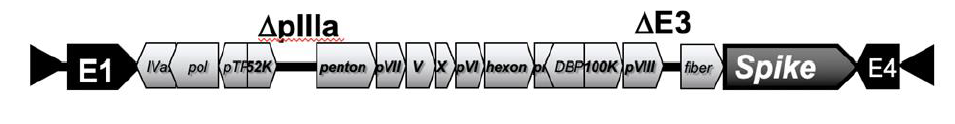 ΔpIIIa ΔE3
E1 IVa pol pTP 52K penton pVII V X pVI hexon DBP 100K pVIII fiber Spike E4